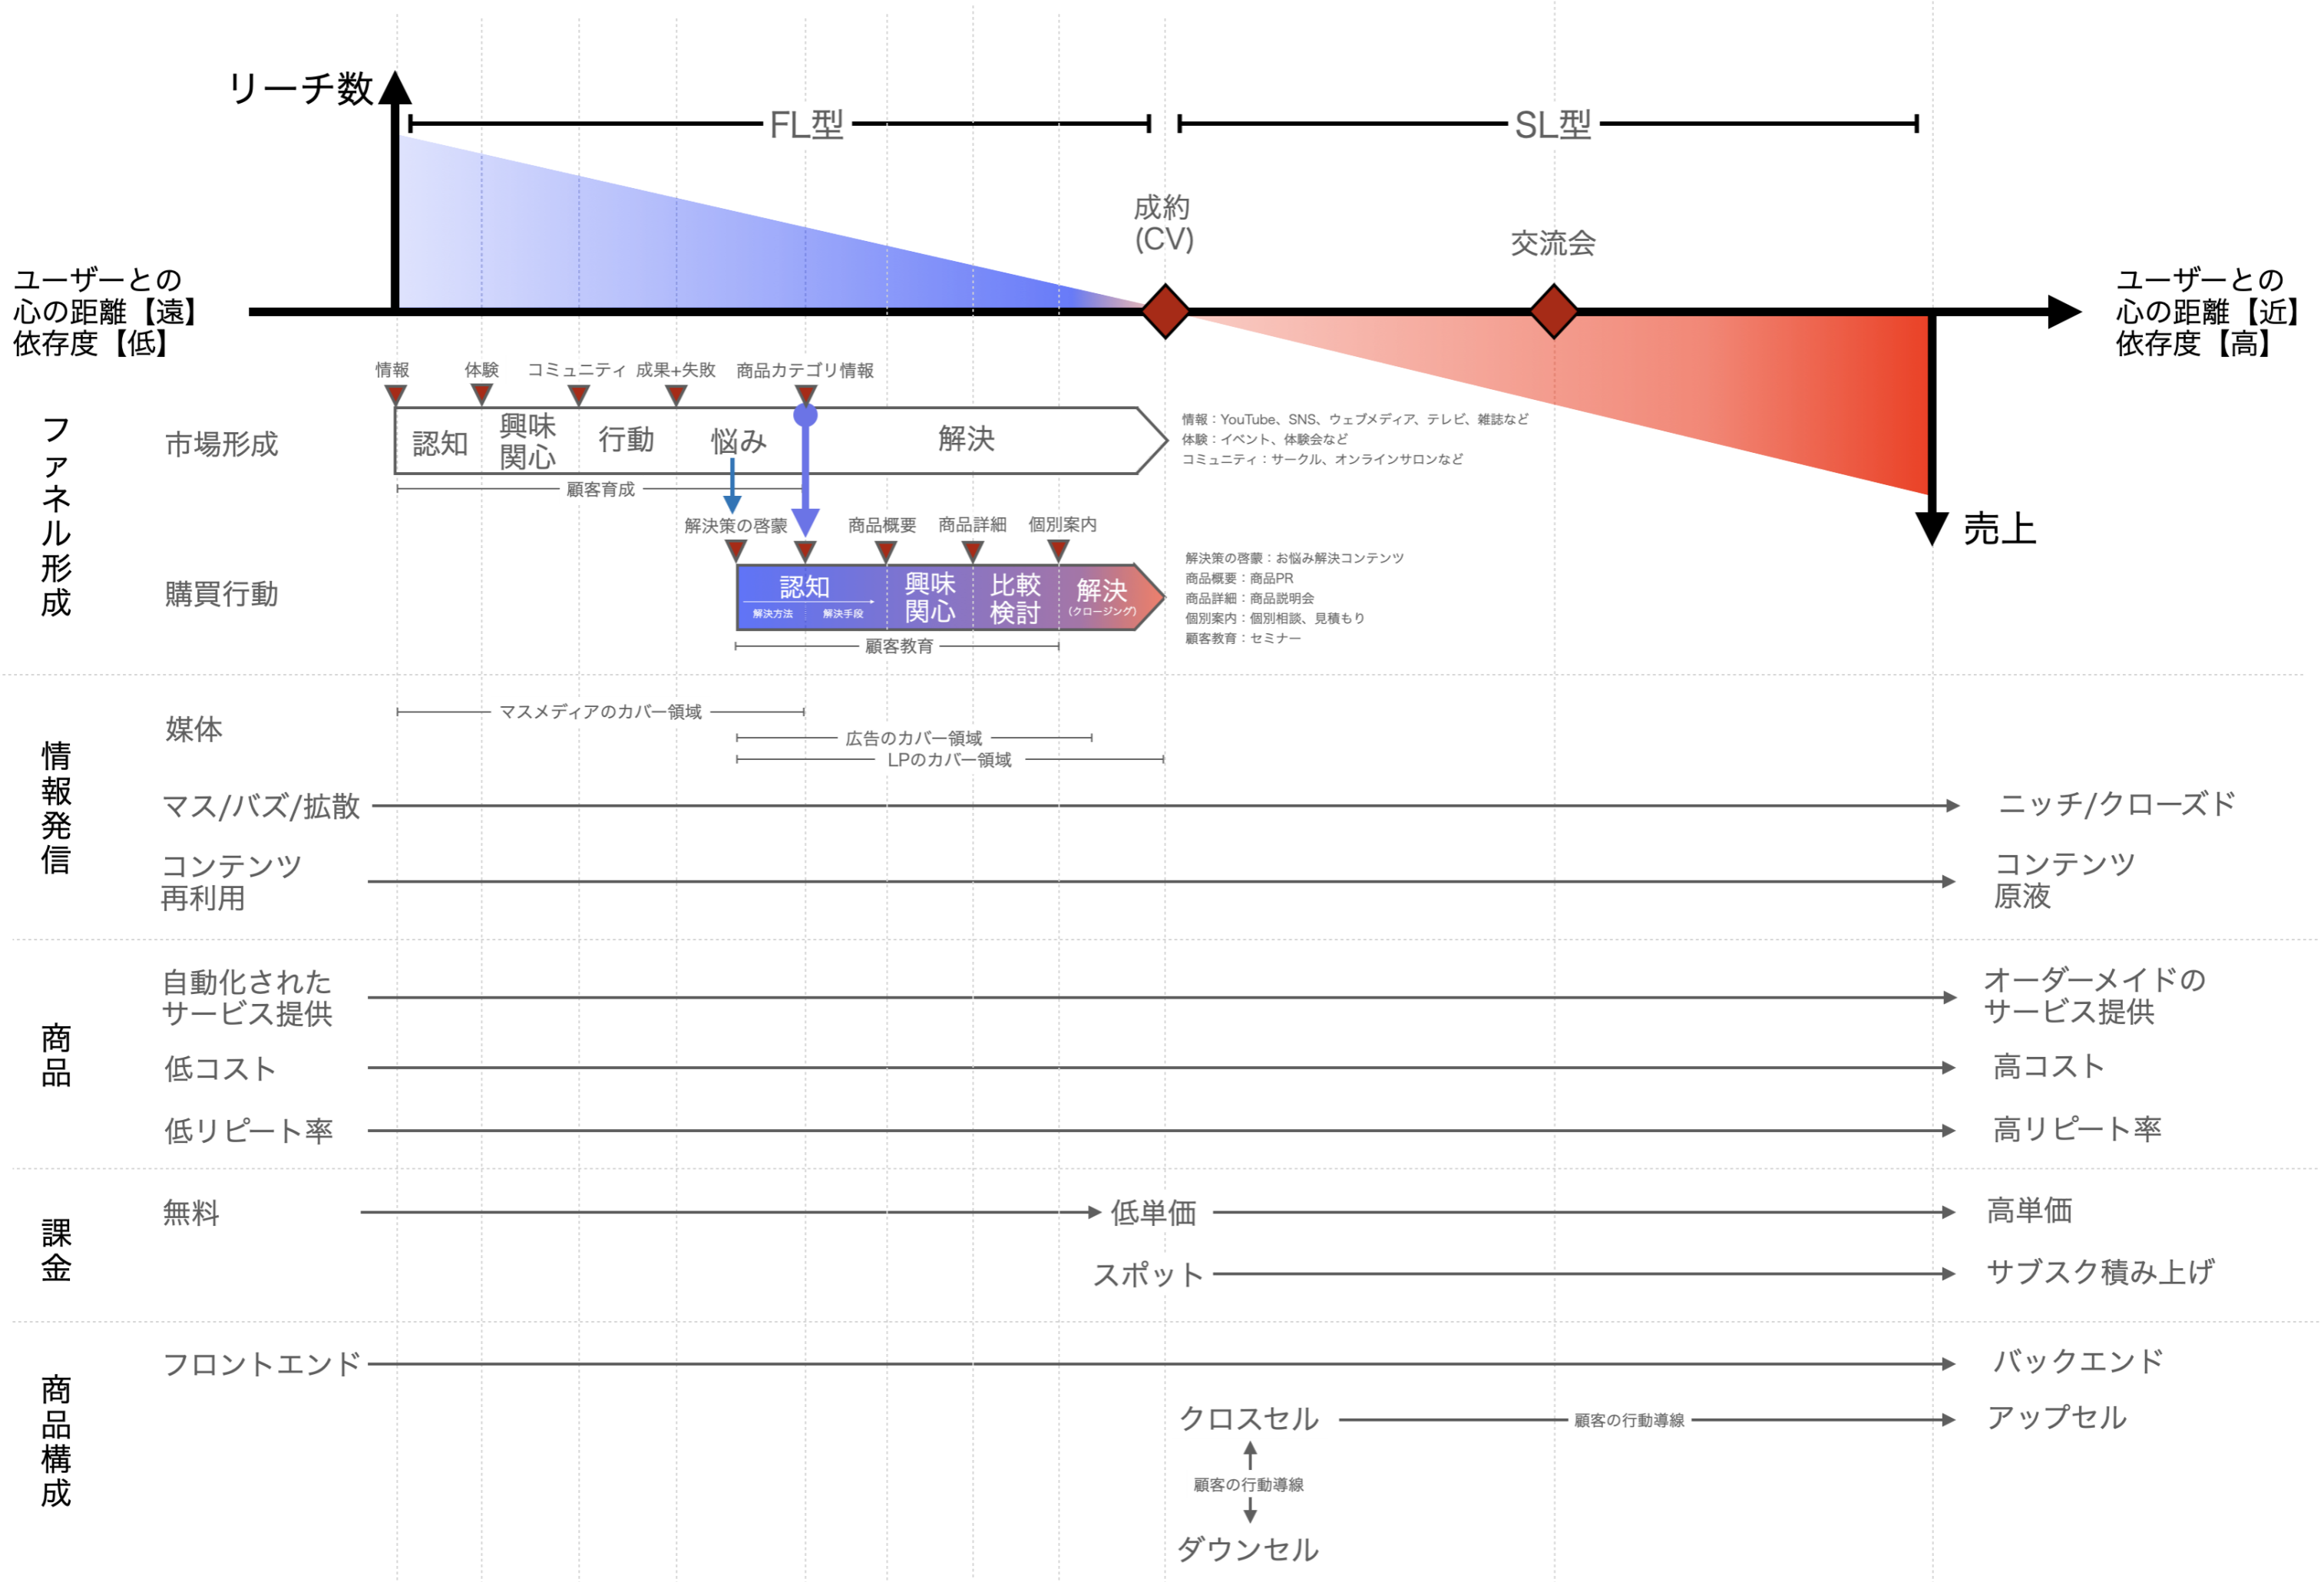 リーチ数
FL型
SL型
成約
(CV)
交流会
ユーザーとの
心の距離【遠】
依存度【低】
ユーザーとの
心の距離【近】
依存度【高】
売上
ファネル形成
市場形成
情報
体験
コミュニティ
成果+失敗
商品カテゴリ情報
認知
興味
関心
行動
悩み
解決
顧客育成
情報：YouTube、SNS、ウェブメディア、テレビ、雑誌など
体験：イベント、体験会など
コミュニティ：サークル、オンラインサロンなど
購買行動
解決策の啓蒙
商品概要
商品詳細
個別案内
認知
解決方法
解決手段
興味
関心
比較
検討
解決
(クロージング)
顧客教育
解決策の啓蒙：お悩み解決コンテンツ
商品概要：商品PR
商品詳細：商品説明会
個別案内：個別相談、見積もり
顧客教育：セミナー
情報発信
媒体
マスメディアのカバー領域
広告のカバー領域
LPのカバー領域
マス/バズ/拡散
ニッチ/クローズド
コンテンツ
再利用
コンテンツ
原液
商品
自動化された
サービス提供
オーダーメイドの
サービス提供
低コスト
高コスト
低リピート率
高リピート率
課金
無料
低単価
高単価
スポット
サブスク積み上げ
商品構成
フロントエンド
バックエンド
クロスセル
顧客の行動導線
アップセル
顧客の行動導線
ダウンセル